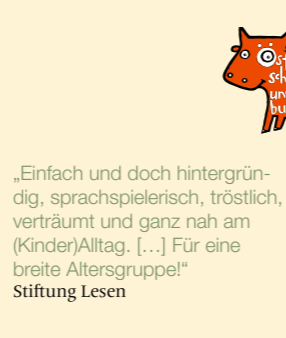 „Einfach und doch hintergrün-
dig, sprachspielerisch, tröstlich,
verträumt und ganz nah am
(Kinder)Alltag. […] Für eine
breite Altersgruppe!“
Stiftung Lesen